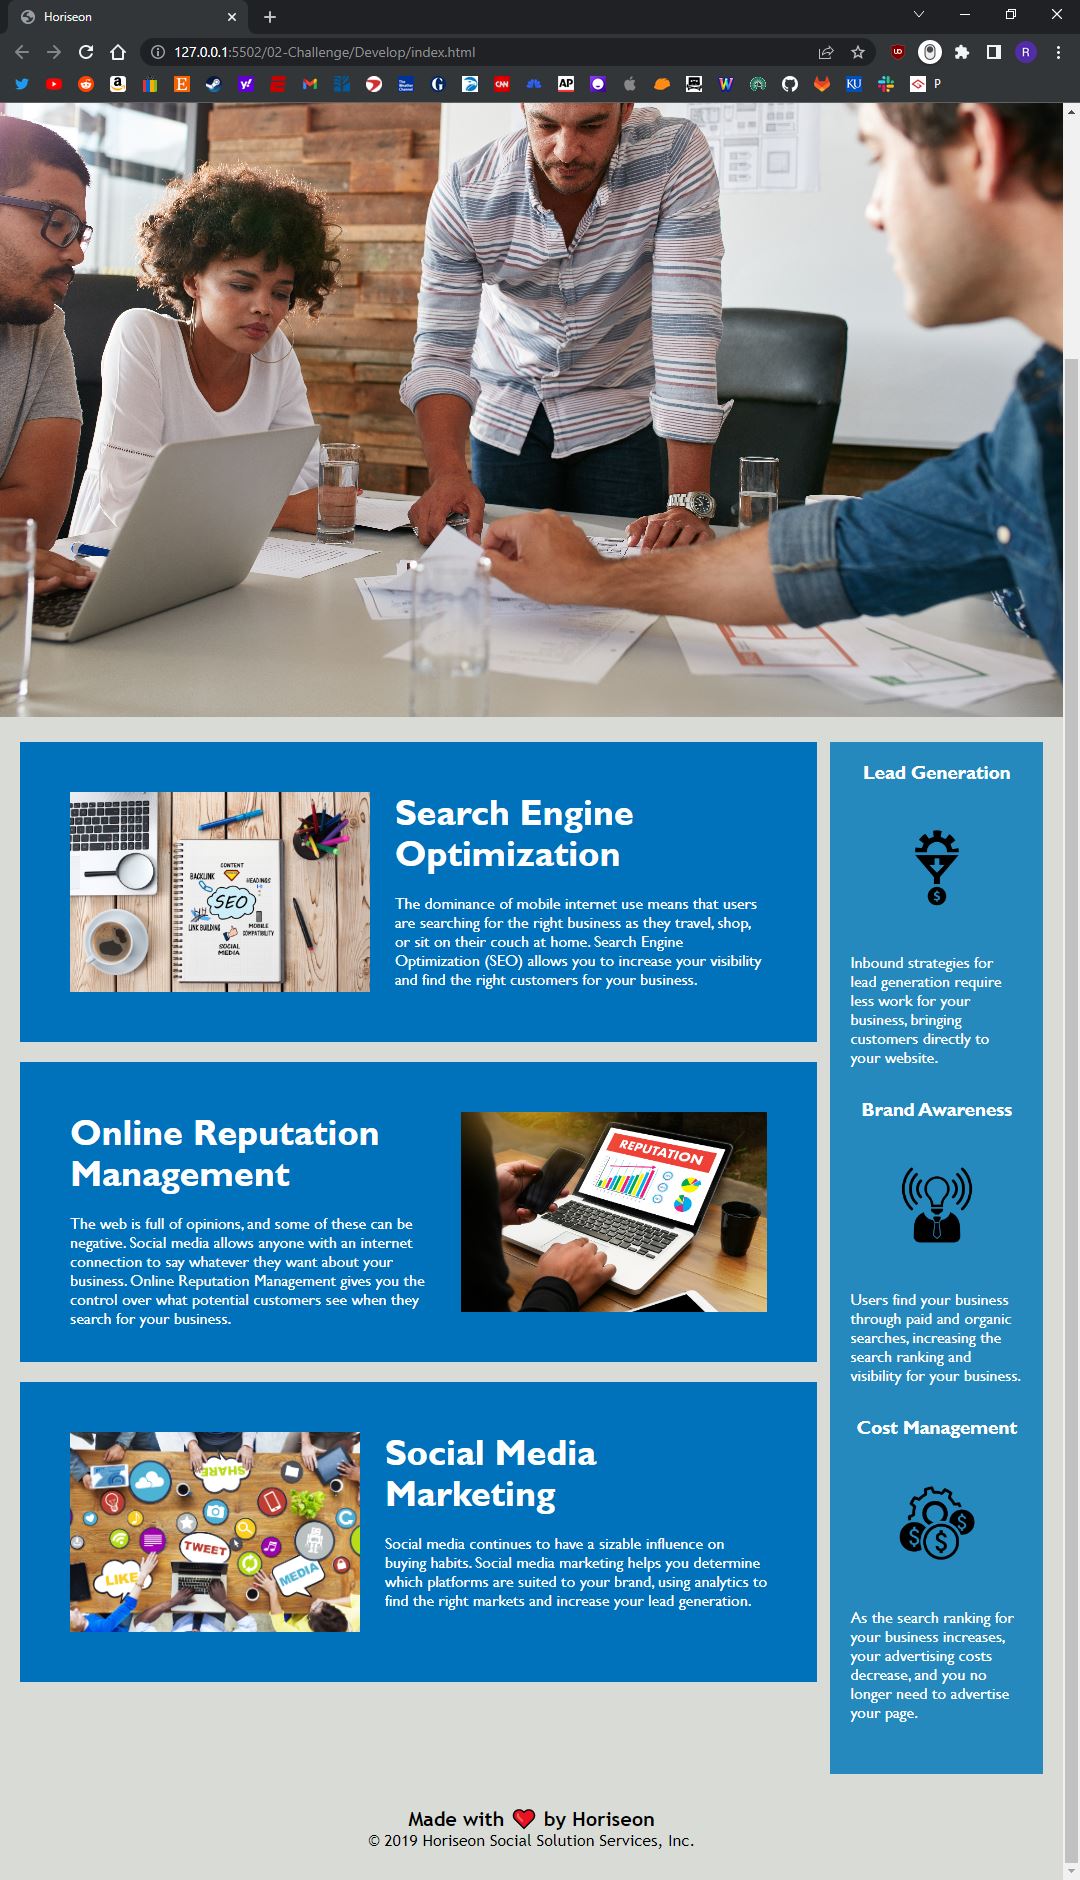 Horiseon
127.0.0.1:5502/02-Challenge/Develop/index.html
P
Search Engine
Optimization
The dominance of mobile internet use means that users
are searching for the right business as they travel, shop,
or sit on their couch at home. Search Engine
Optimization (SEO) allows you to increase your visibility
and find the right customers for your business.
CONTENT
BACKLINK
HEADINGS
SEO
LINK BUILDING
MOBILE
COMPATIBILITY
SOCIAL
MEDIA
Online Reputation
Management
The web is full of opinions, and some of these can be
negative. Social media allows anyone with an internet
connection to say whatever they want about your
business. Online Reputation Management gives you the
control over what potential customers see when they
search for your business.
REPUTATION
Social Media
Marketing
Social media continues to have a sizable influence on
buying habits. Social media marketing helps you determine
which platforms are suited to your brand, using analytics to
find the right markets and increase your lead generation.
SHARE
TWEET
LIKE
MEDIA
Lead Generation
Inbound strategies for
lead generation require
less work for your
business, bringing
customers directly to
your website.
Brand Awareness
Users find your business
through paid and organic
searches, increasing the
search ranking and
visibility for your business.
Cost Management
As the search ranking for
your business increases,
your advertising costs
decrease, and you no
longer need to advertise
your page.
Made with ❤️ by Horiseon
© 2019 Horiseon Social Solution Services, Inc.